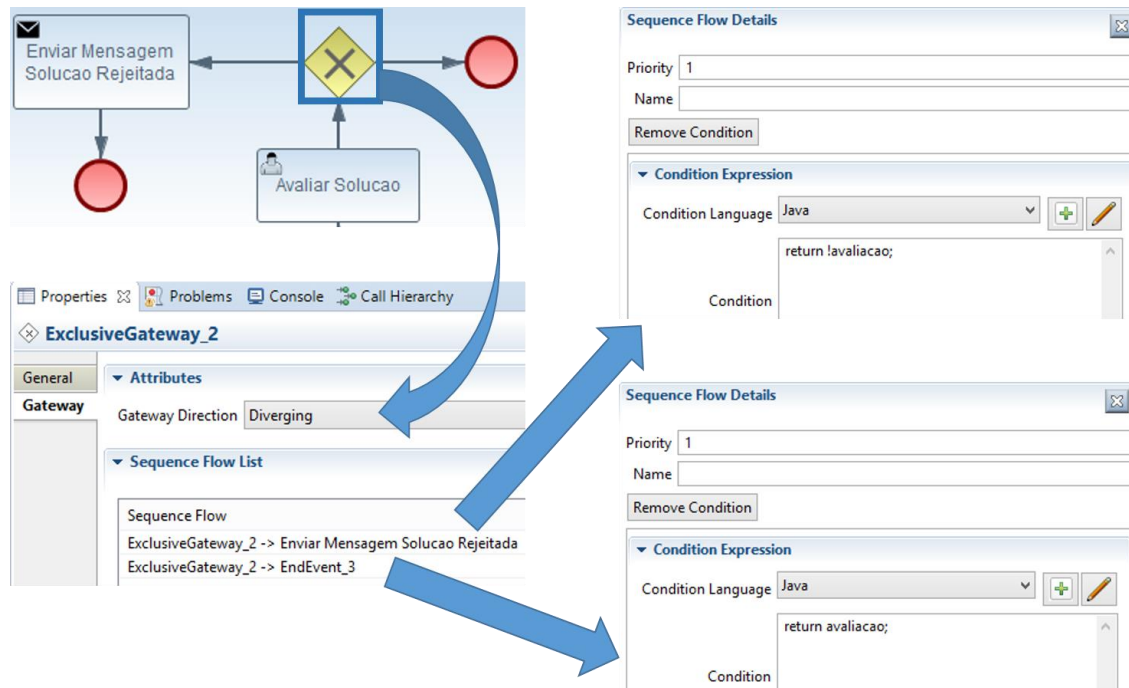 Enviar Mensagem
Solucao Rejeitada
Avaliar Solucao
Properties
Problems
Console
Call Hierarchy
ExclusiveGateway_2
General
Gateway
Attributes
Gateway Direction Diverging
Sequence Flow List
Sequence Flow
ExclusiveGateway_2 -> Enviar Mensagem Solucao Rejeitada
ExclusiveGateway_2 -> EndEvent_3
Sequence Flow Details
Priority 1
Name
Remove Condition
Condition Expression
Condition Language Java
return !avaliacao;
Condition
Sequence Flow Details
Priority 1
Name
Remove Condition
Condition Expression
Condition Language Java
return avaliacao;
Condition